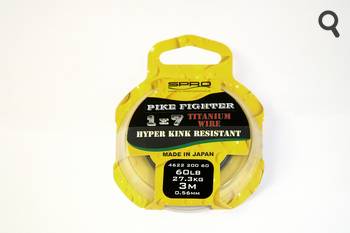 SPRO
PIKE FIGHTER
1x7 TITANIUM WIRE
HYPER KINK RESISTANT
MADE IN JAPAN
4622 200 60
60LB
27.3KG
3M
0.56MM